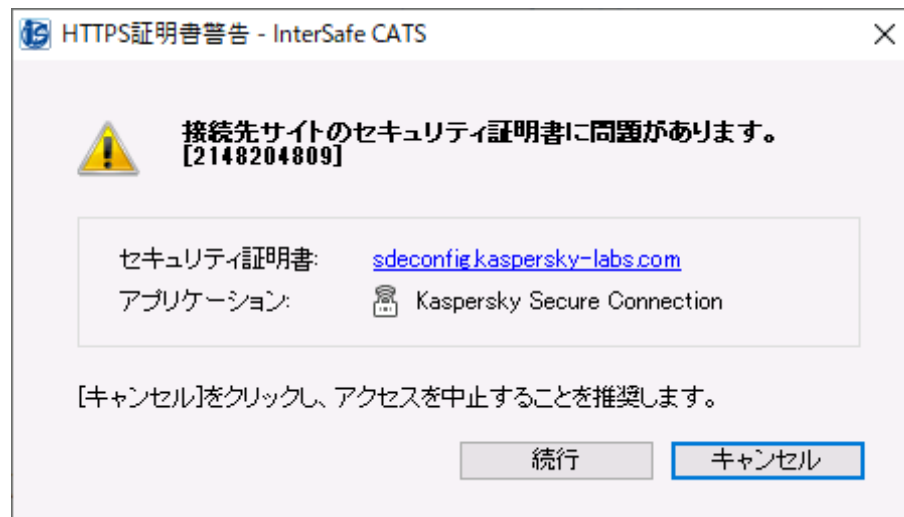 HTTPS証明書警告 - InterSafe CATS
接続先サイトのセキュリティ証明書に問題があります。
[2148204809]
セキュリティ証明書: sdeconfig.kaspersky-labs.com
アプリケーション: Kaspersky Secure Connection
[キャンセル]をクリックし、アクセスを中止することを推奨します。
続行 キャンセル